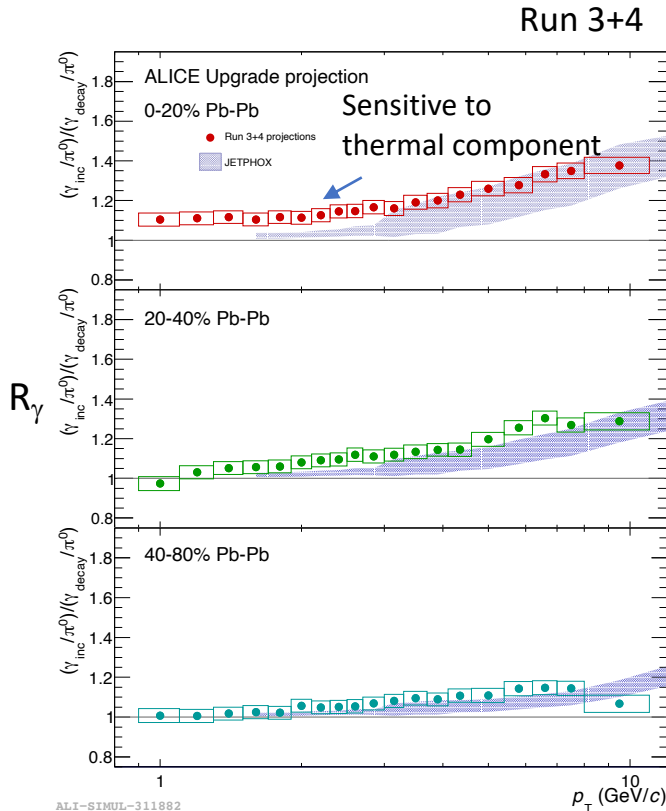 Run 3+4
ALICE Upgrade projection
0-20% Pb-Pb
Sensitive to
thermal component
Run 3+4 projections
JETPHOX
(γinc/π⁰)/(γdecay/π⁰)
1.8
1.6
1.4
1.2
1
0.8
20-40% Pb-Pb
Rγ
(γinc/π⁰)/(γdecay/π⁰)
1.8
1.6
1.4
1.2
1
0.8
40-80% Pb-Pb
(γinc/π⁰)/(γdecay/π⁰)
1.8
1.6
1.4
1.2
1
0.8
1
10
pT (GeV/c)
ALI-SIMUL-311882